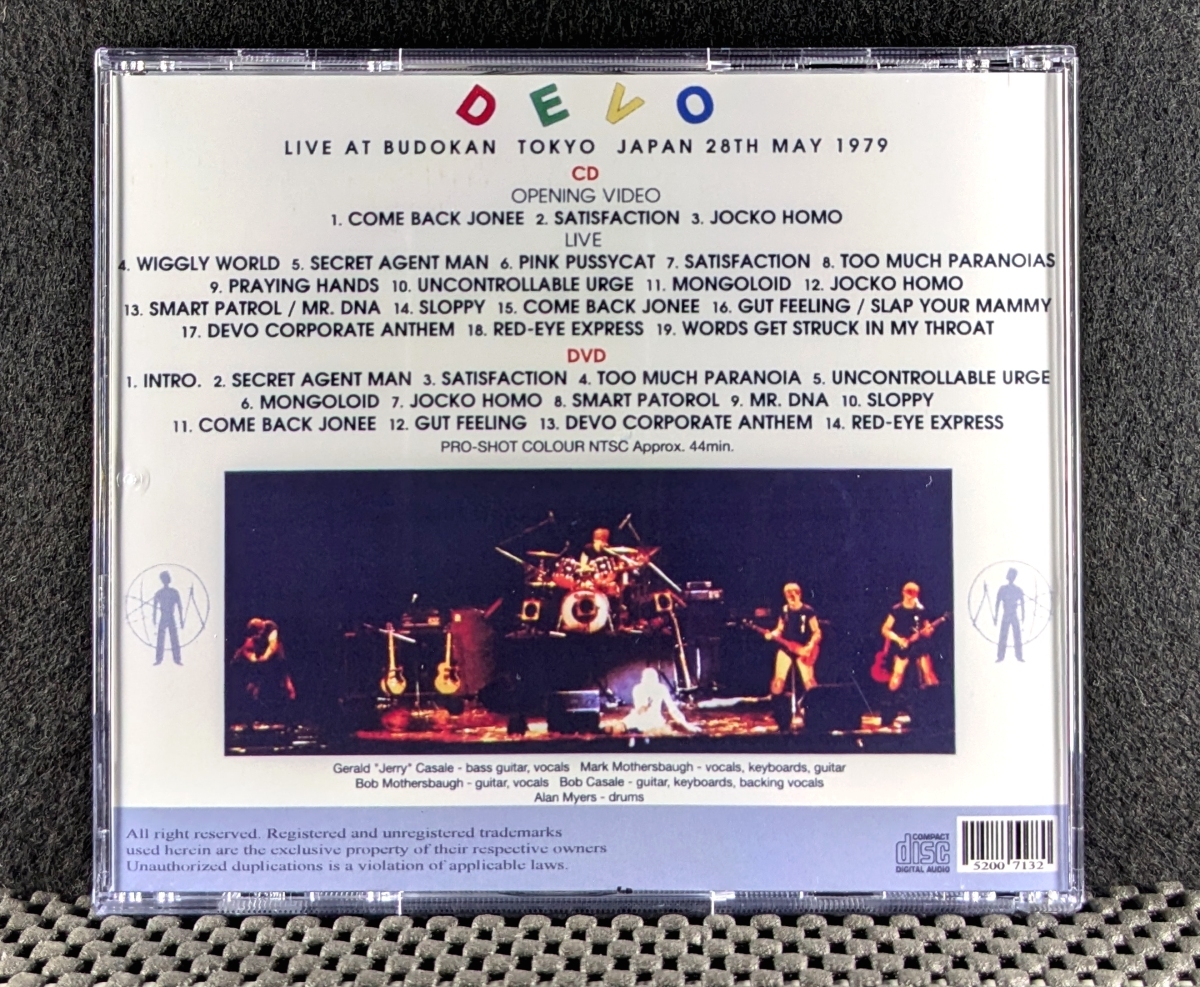 DEVO
LIVE AT BUDOKAN TOKYO JAPAN 28TH MAY 1979
CD
OPENING VIDEO
1. COME BACK JONEE 2. SATISFACTION 3. JOCKO HOMO
LIVE
4. WIGGLY WORLD 5. SECRET AGENT MAN 6. PINK PUSSYCAT 7. SATISFACTION 8. TOO MUCH PARANOIAS
9. PRAYING HANDS 10. UNCONTROLLABLE URGE 11. MONGOLOID 12. JOCKO HOMO
13. SMART PATROL / MR. DNA 14. SLOPPY 15. COME BACK JONEE 16. GUT FEELING / SLAP YOUR MAMMY
17. DEVO CORPORATE ANTHEM 18. RED-EYE EXPRESS 19. WORDS GET STRUCK IN MY THROAT
DVD
1. INTRO. 2. SECRET AGENT MAN 3. SATISFACTION 4. TOO MUCH PARANOIA 5. UNCONTROLLABLE URGE
6. MONGOLOID 7. JOCKO HOMO 8. SMART PATOROL 9. MR. DNA 10. SLOPPY
11. COME BACK JONEE 12. GUT FEELING 13. DEVO CORPORATE ANTHEM 14. RED-EYE EXPRESS
PRO-SHOT COLOUR NTSC Approx. 44min.
Gerald "Jerry" Casale - bass guitar, vocals Mark Mothersbaugh - vocals, keyboards, guitar
Bob Mothersbaugh - guitar, vocals Bob Casale - guitar, keyboards, backing vocals
Alan Myers - drums
All right reserved. Registered and unregistered trademarks
used herein are the exclusive property of their respective owners
Unauthorized duplications is a violation of applicable laws.
COMPACT
disc
DIGITAL AUDIO
5200 7132